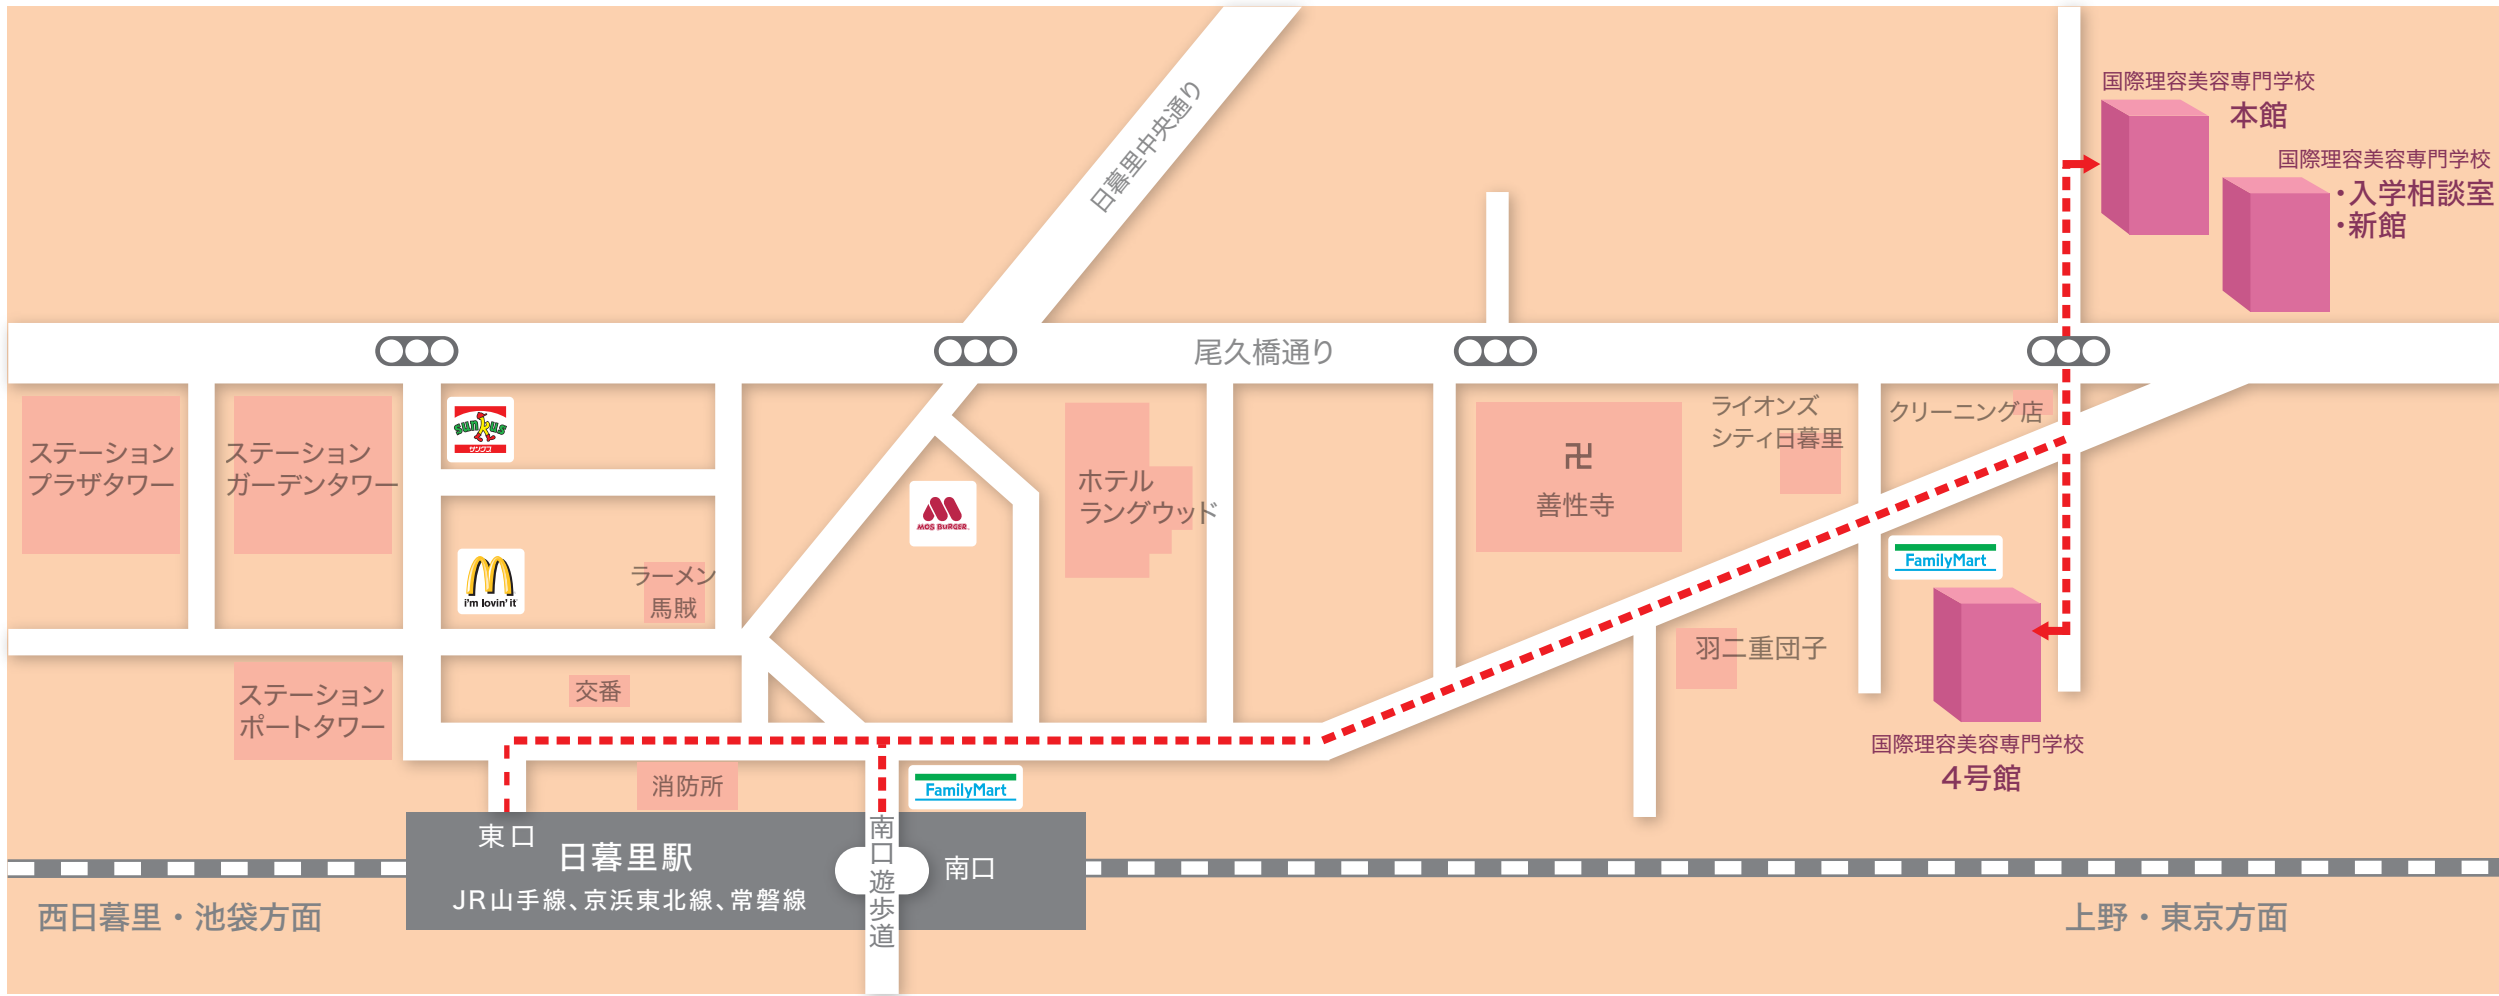 国際理容美容専門学校
本館
国際理容美容専門学校
・入学相談室
・新館
日暮里中央通り
尾久橋通り
ステーション
プラザタワー
ステーション
ガーデンタワー
sunkus
サンクス
i'm lovin' it
ラーメン
馬賊
MOS BURGER
ホテル
ラングウッド
卍
善性寺
ライオンズ
シティ日暮里
クリーニング店
FamilyMart
羽二重団子
国際理容美容専門学校
4号館
ステーション
ポートタワー
交番
消防所
FamilyMart
東口
日暮里駅
JR山手線、京浜東北線、常磐線
南口遊歩道
南口
西日暮里・池袋方面
上野・東京方面